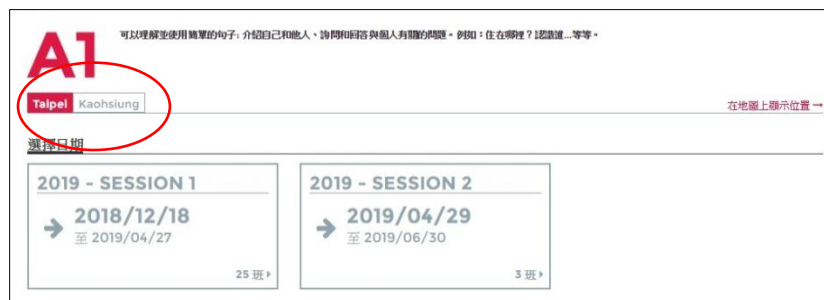 A1
可以理解並使用簡單的句子: 介紹自己和他人、詢問和回答與個人有關的問題。例如：住在哪裡？認識誰...等等。
Taipei Kaohsiung
在地圖上顯示位置 →
選擇日期
2019 - SESSION 1
→ 2018/12/18
至 2019/04/27
25 班
2019 - SESSION 2
→ 2019/04/29
至 2019/06/30
3 班